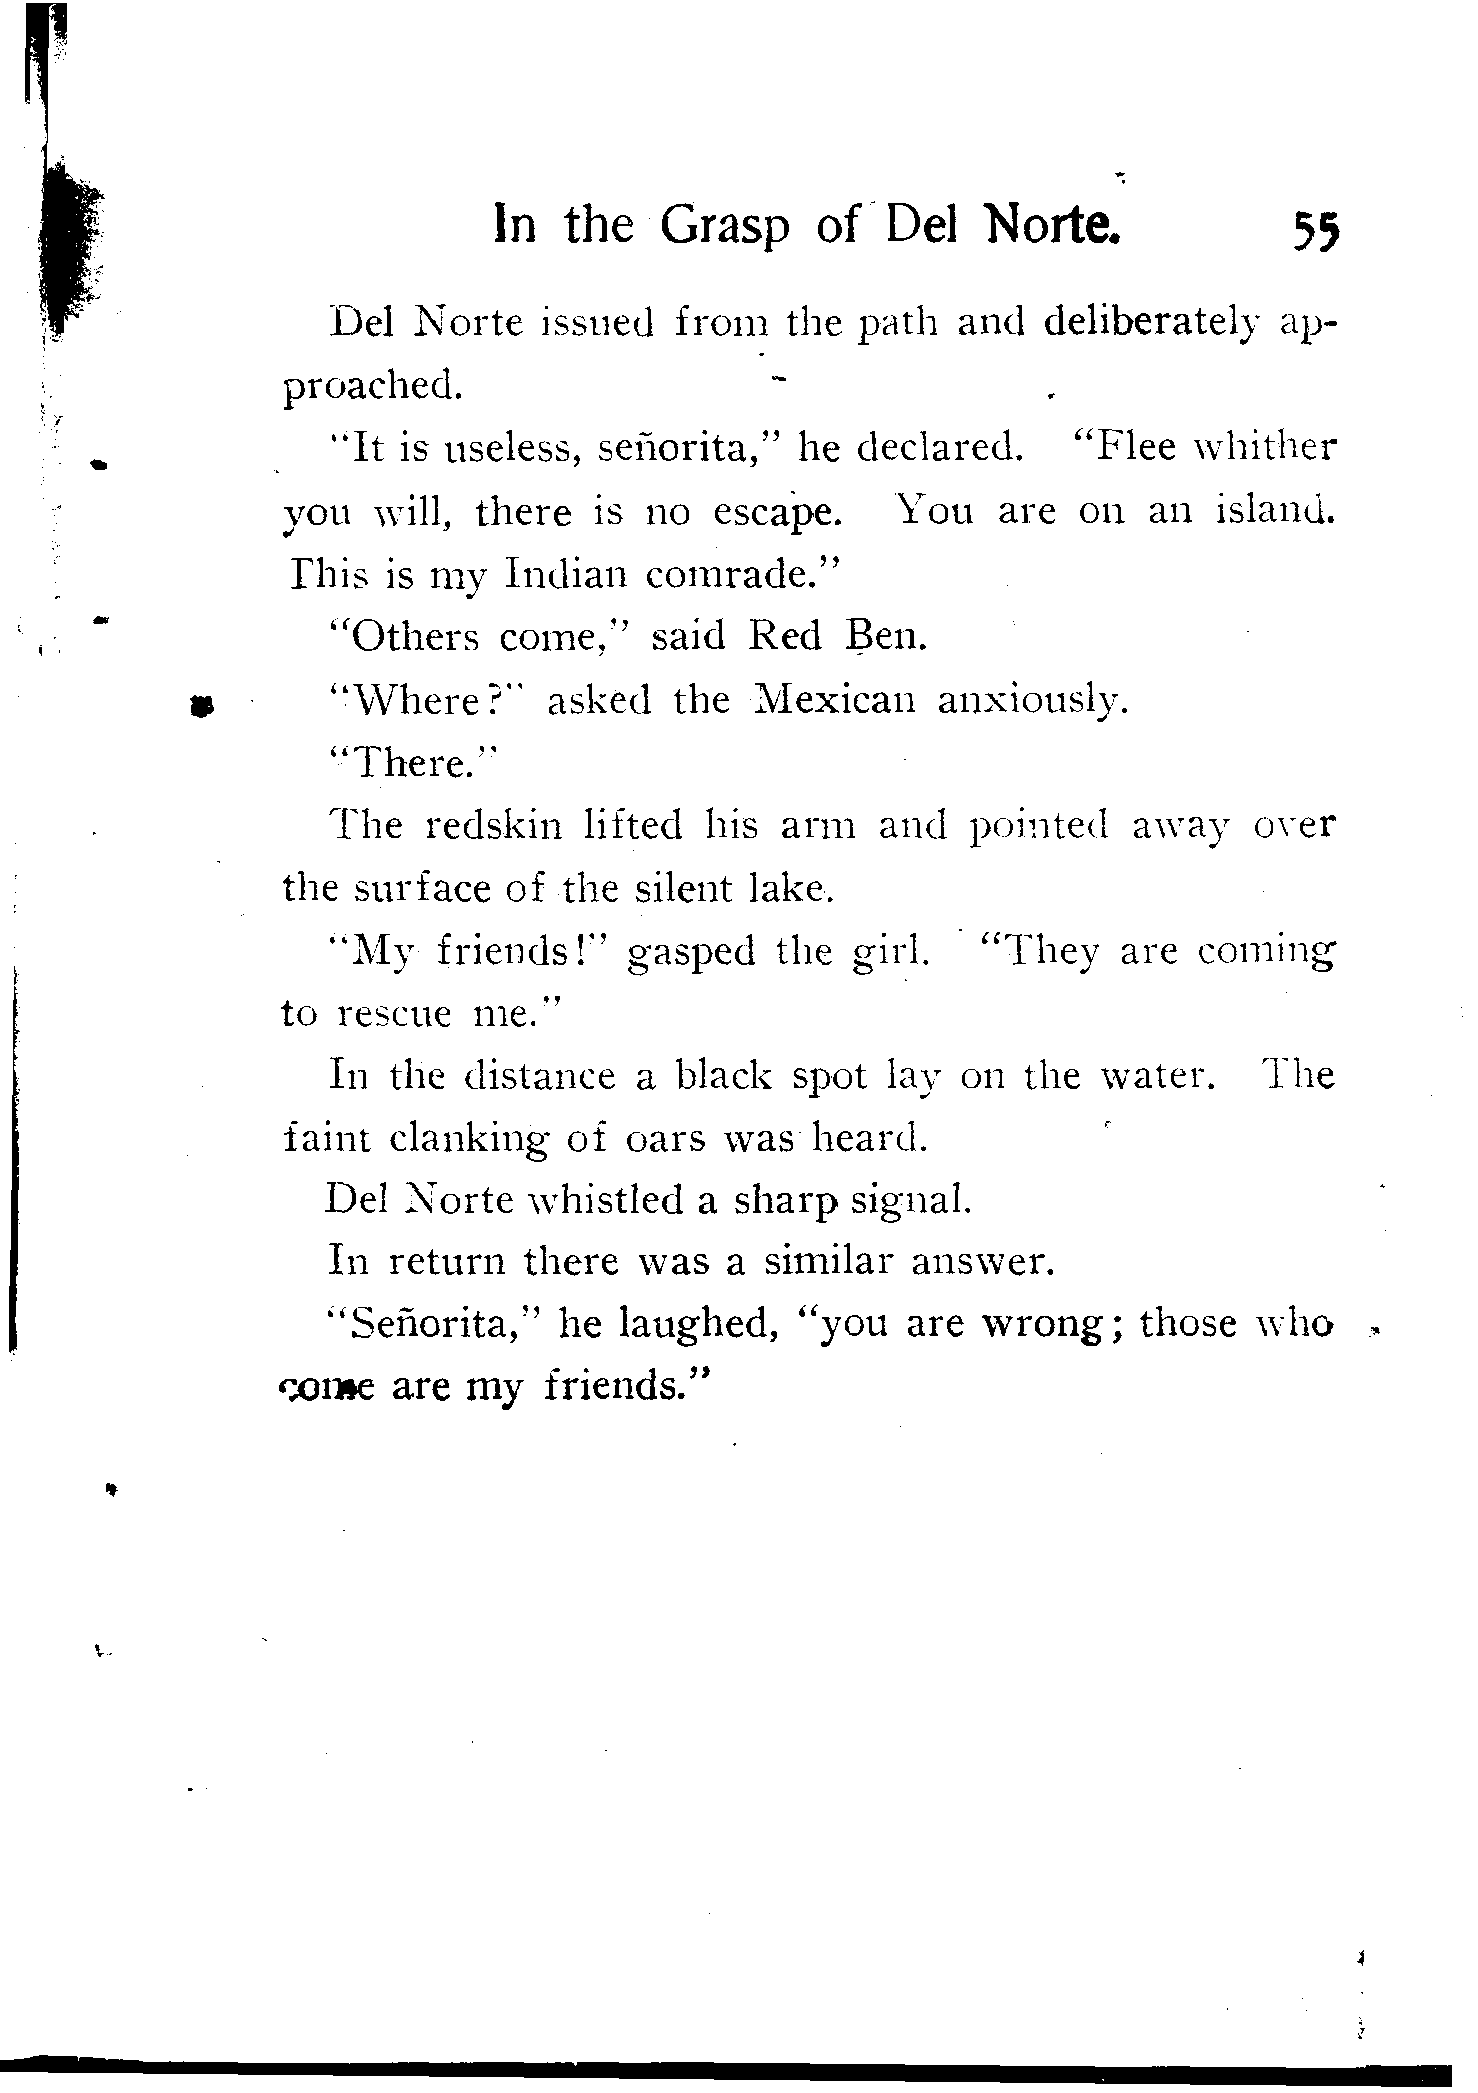 In the Grasp of Del Norte. 55
Del Norte issued from the path and deliberately ap-
proached.
"It is useless, señorita," he declared. "Flee whither
you will, there is no escape. You are on an island.
This is my Indian comrade."
"Others come," said Red Ben.
"Where?" asked the Mexican anxiously.
"There."
The redskin lifted his arm and pointed away over
the surface of the silent lake.
"My friends!" gasped the girl. "They are coming
to rescue me."
In the distance a black spot lay on the water. The
faint clanking of oars was heard.
Del Norte whistled a sharp signal.
In return there was a similar answer.
"Señorita," he laughed, "you are wrong; those who
come are my friends."